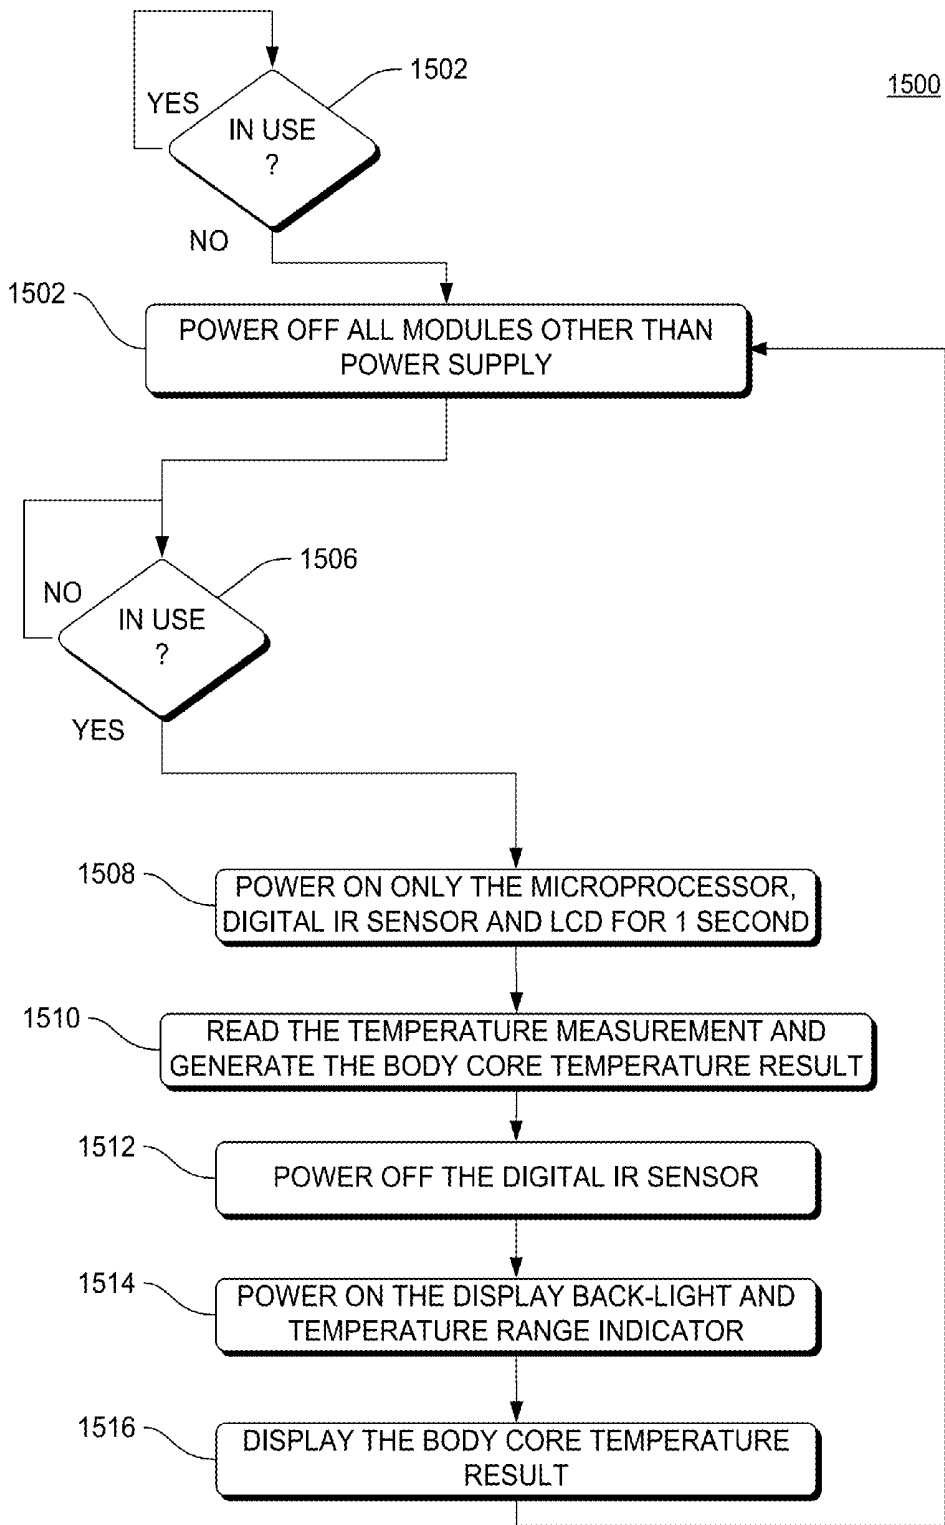 1502
1500
YES
IN USE
?
NO
1502
POWER OFF ALL MODULES OTHER THAN
POWER SUPPLY
1506
NO
IN USE
?
YES
1508
POWER ON ONLY THE MICROPROCESSOR,
DIGITAL IR SENSOR AND LCD FOR 1 SECOND
1510
READ THE TEMPERATURE MEASUREMENT AND
GENERATE THE BODY CORE TEMPERATURE RESULT
1512
POWER OFF THE DIGITAL IR SENSOR
1514
POWER ON THE DISPLAY BACK-LIGHT AND
TEMPERATURE RANGE INDICATOR
1516
DISPLAY THE BODY CORE TEMPERATURE
RESULT